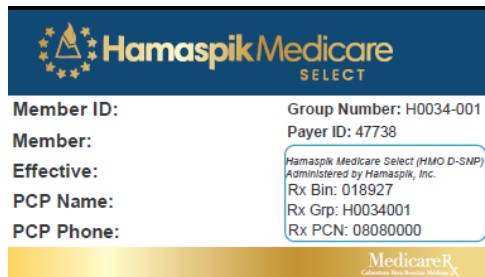 Hamaspik Medicare
SELECT
Member ID:
Member:
Effective:
PCP Name:
PCP Phone:
Group Number: H0034-001
Payer ID: 47738
Hamaspik Medicare Select (HMO D-SNP)
Administered by Hamaspik, Inc.
Rx Bin: 018927
Rx Grp: H0034001
Rx PCN: 08080000
MedicareRx